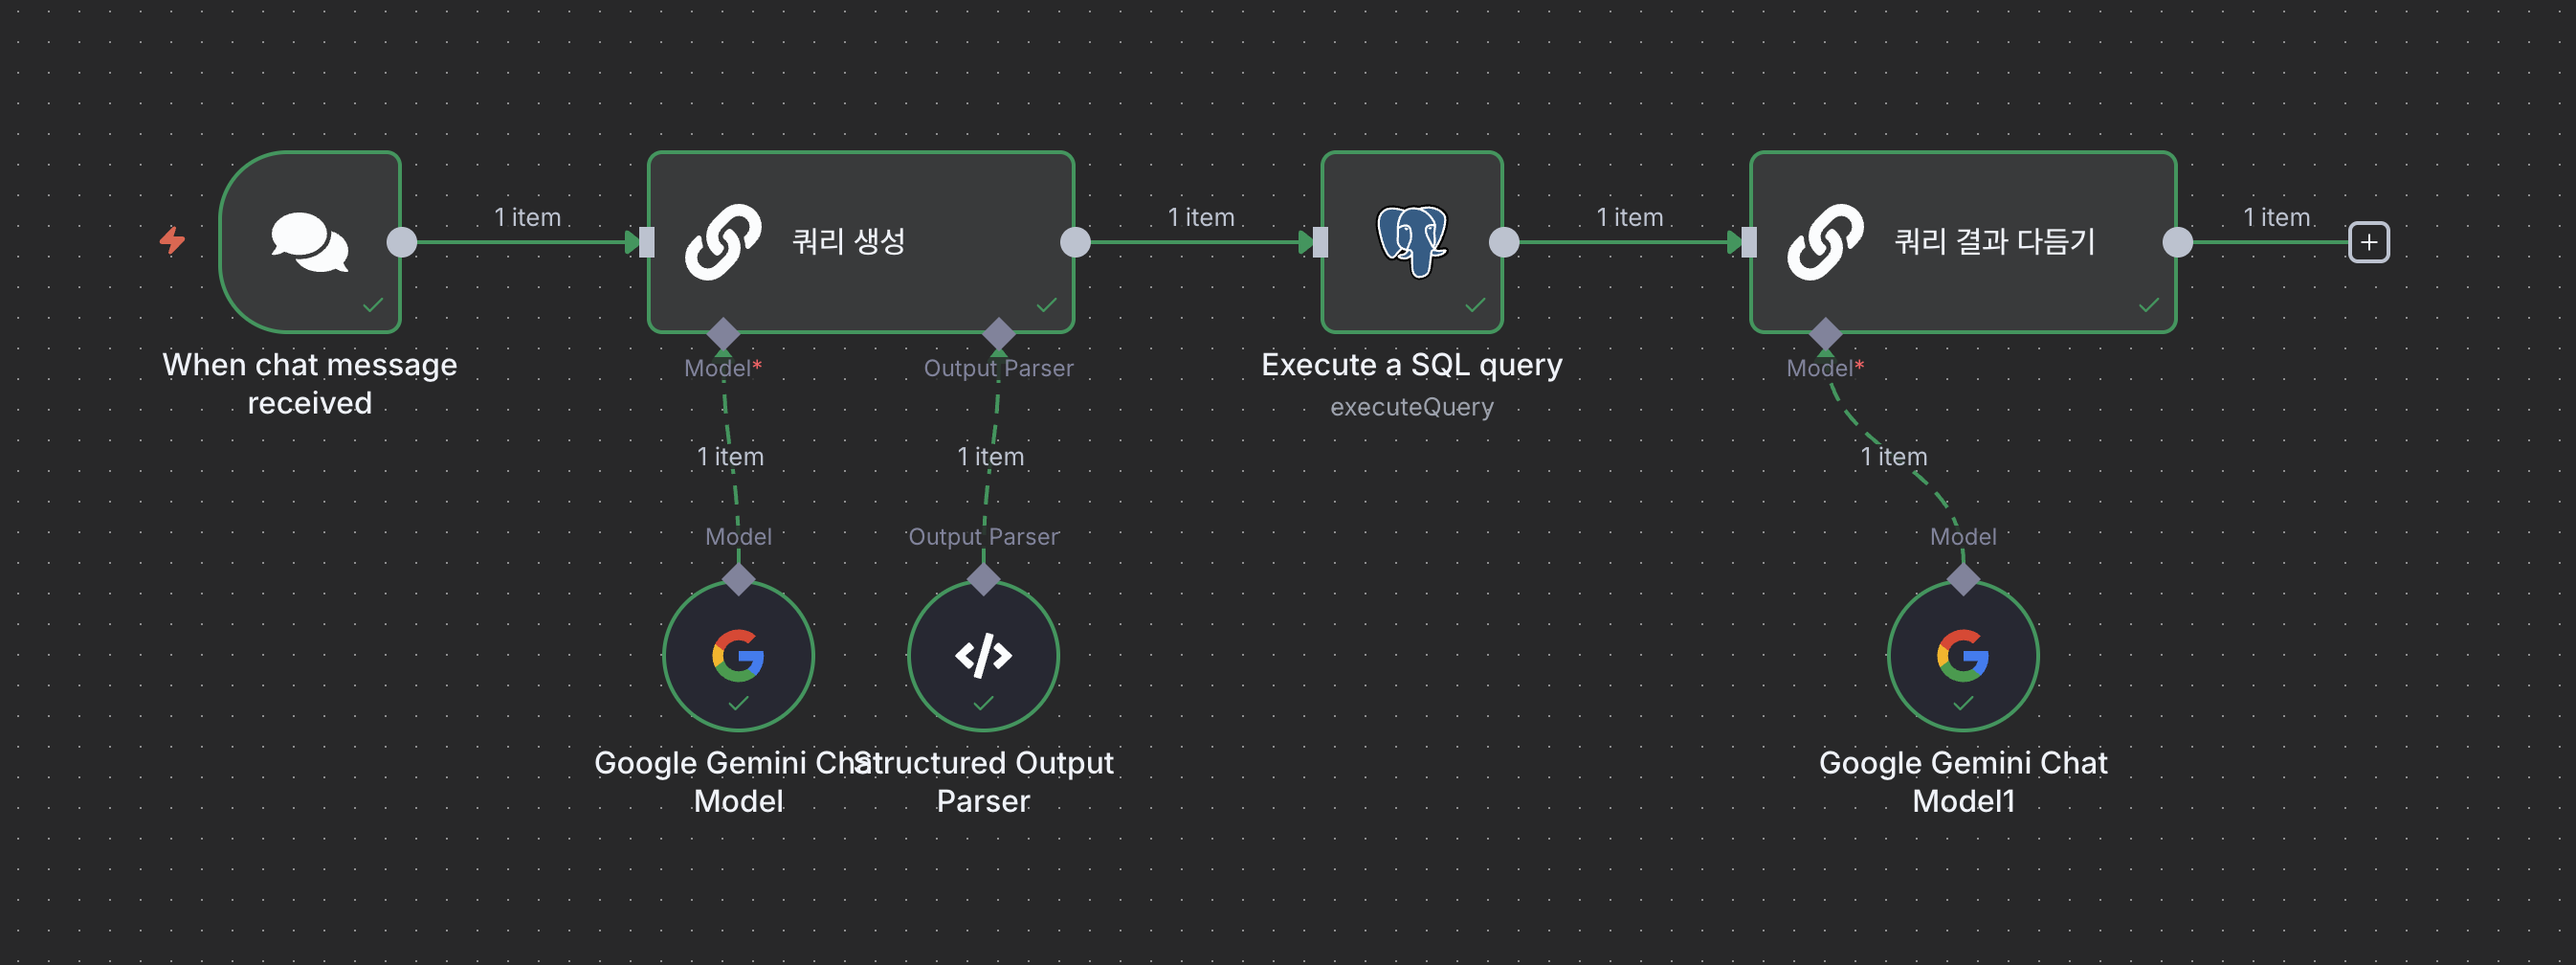 1 item
1 item
1 item
1 item
쿼리 생성
쿼리 결과 다듬기
When chat message
received
Model*
Output Parser
Execute a SQL query
executeQuery
Model*
1 item
1 item
1 item
Model
Output Parser
Model
Google Gemini Chat
Model
Structured Output
Parser
Google Gemini Chat
Model1